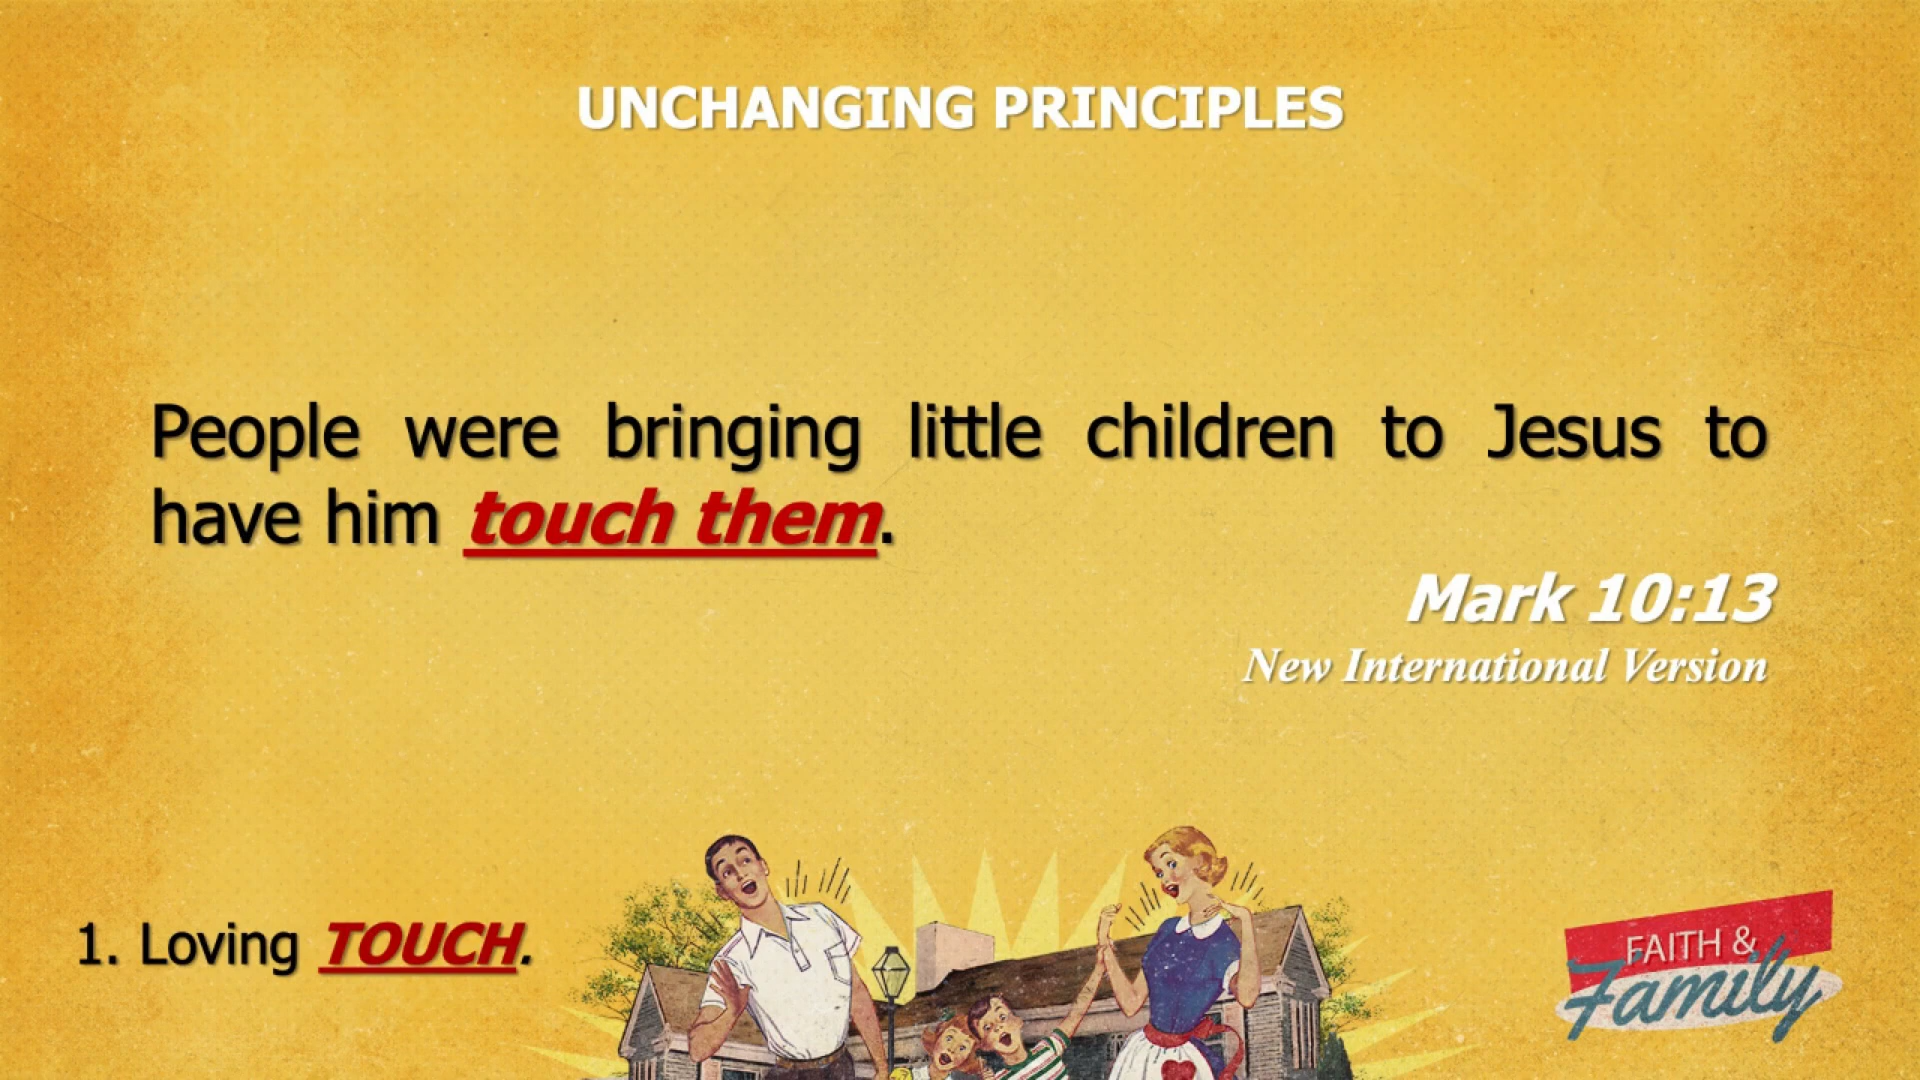 UNCHANGING PRINCIPLES
People were bringing little children to Jesus to
have him touch them.
Mark 10:13
New International Version
1. Loving TOUCH.
FAITH &
Family